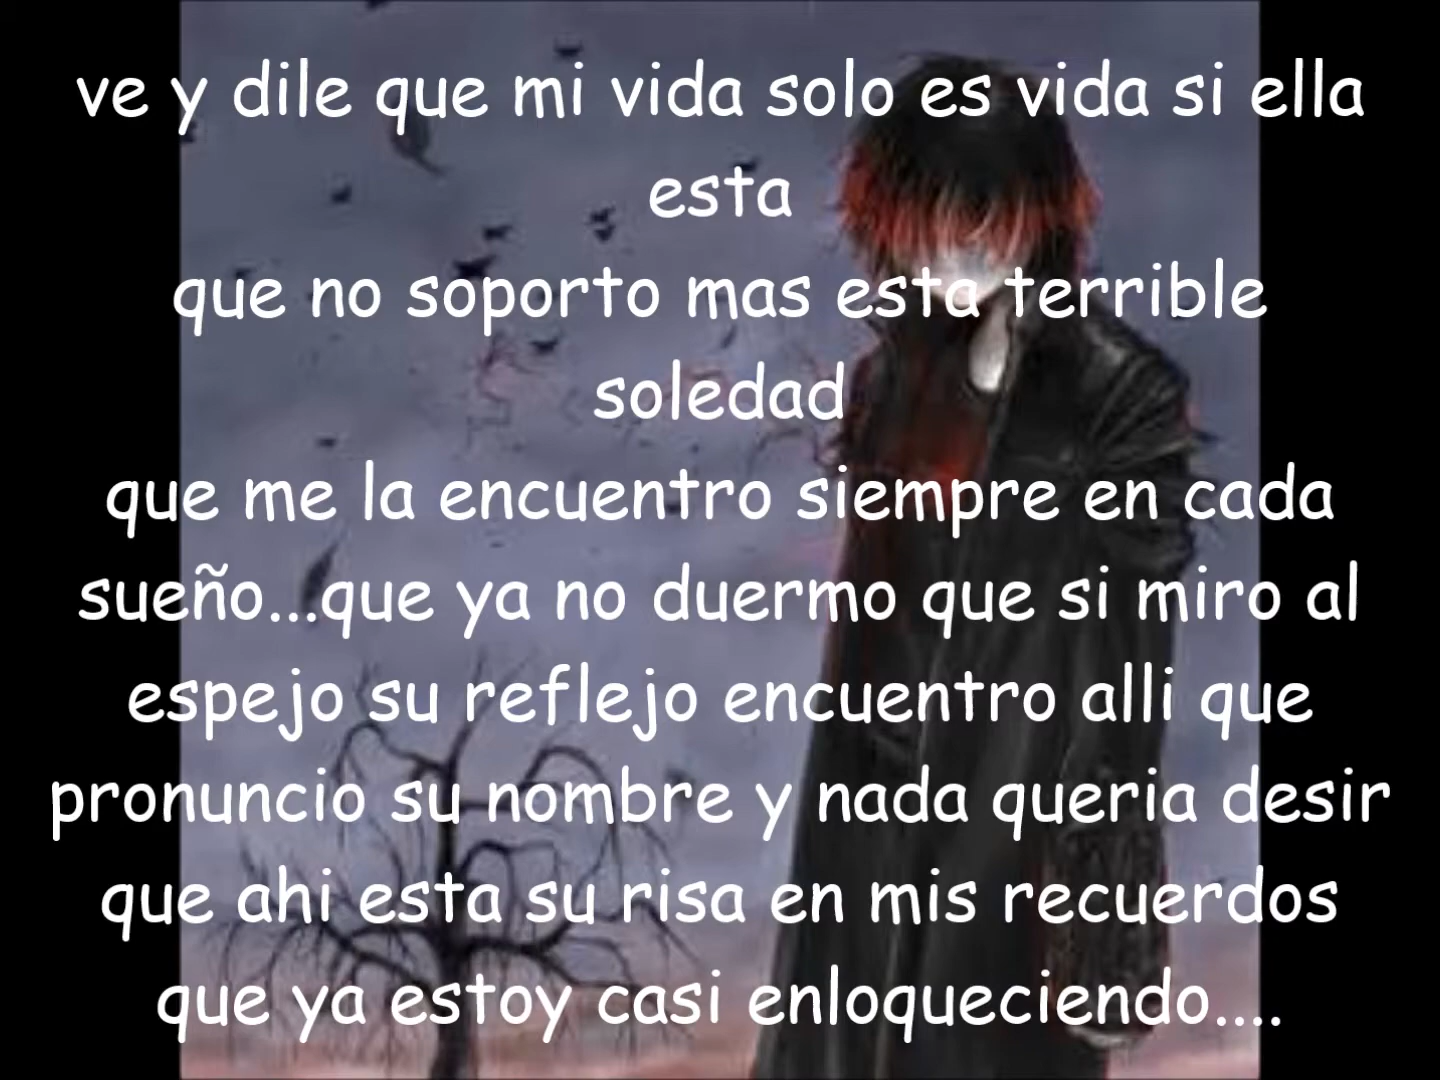 ve y dile que mi vida solo es vida si ella
esta
que no soporto mas esta terrible
soledad
que me la encuentro siempre en cada
sueño...que ya no duermo que si miro al
espejo su reflejo encuentro alli que
pronuncio su nombre y nada queria desir
que ahi esta su risa en mis recuerdos
que ya estoy casi enloqueciendo....